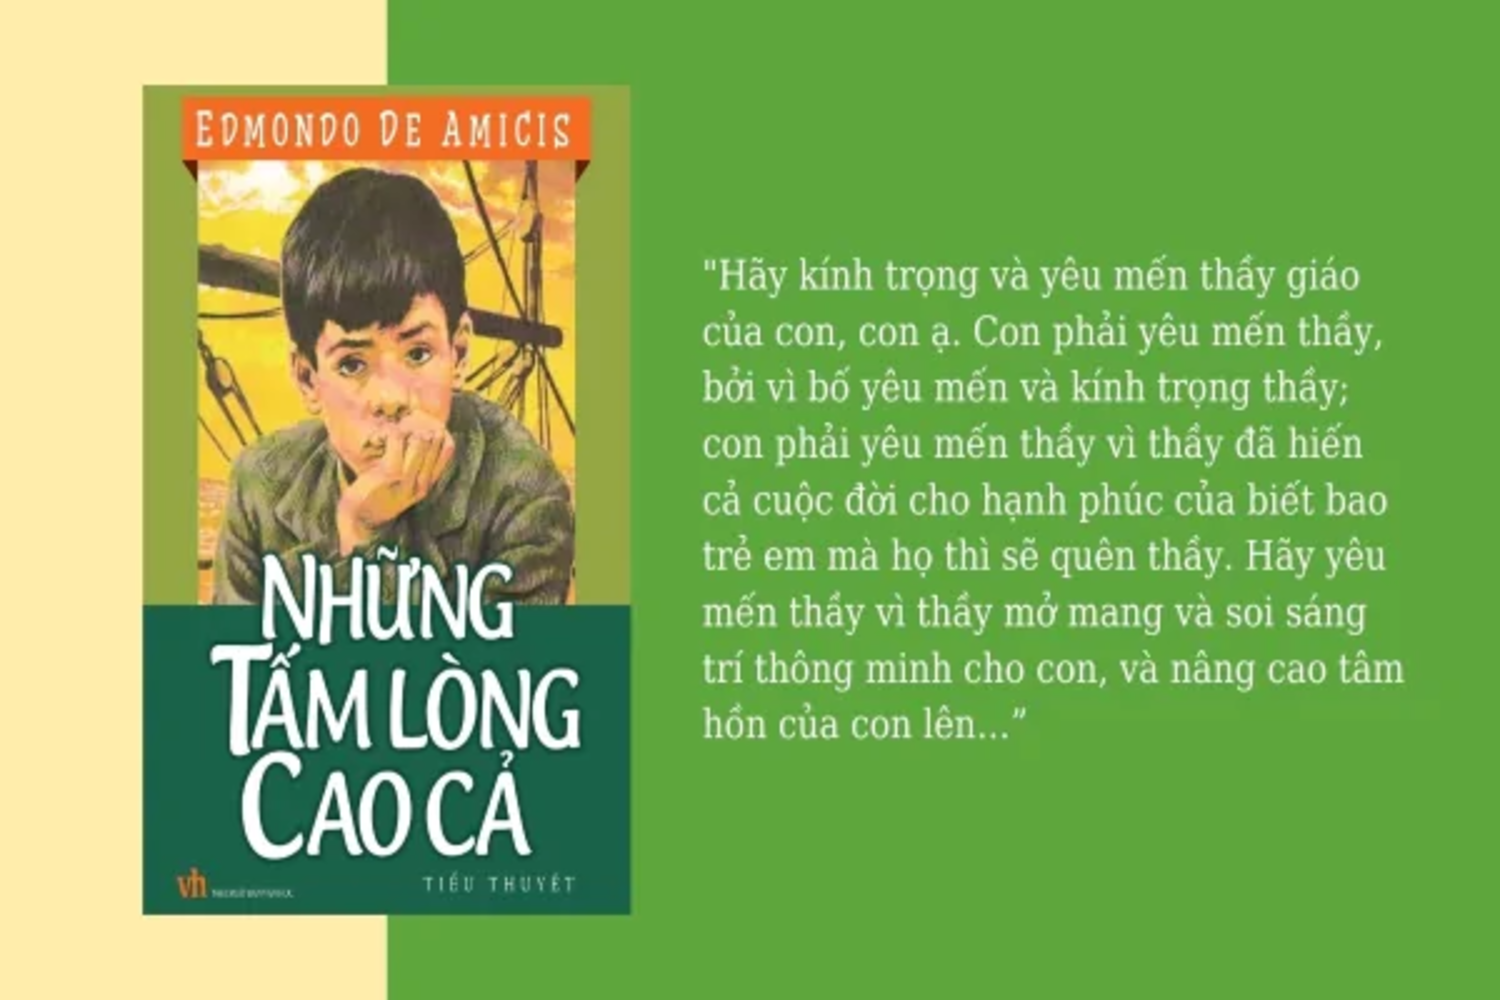 EDMONDO DE AMICIS
NHỮNG
TẤM LÒNG
CAO CẢ
TIỂU THUYẾT
vh
"Hãy kính trọng và yêu mến thầy giáo
của con, con ạ. Con phải yêu mến thầy,
bởi vì bố yêu mến và kính trọng thầy;
con phải yêu mến thầy vì thầy đã hiến
cả cuộc đời cho hạnh phúc của biết bao
trẻ em mà họ thì sẽ quên thầy. Hãy yêu
mến thầy vì thầy mở mang và soi sáng
trí thông minh cho con, và nâng cao tâm
hồn của con lên...”